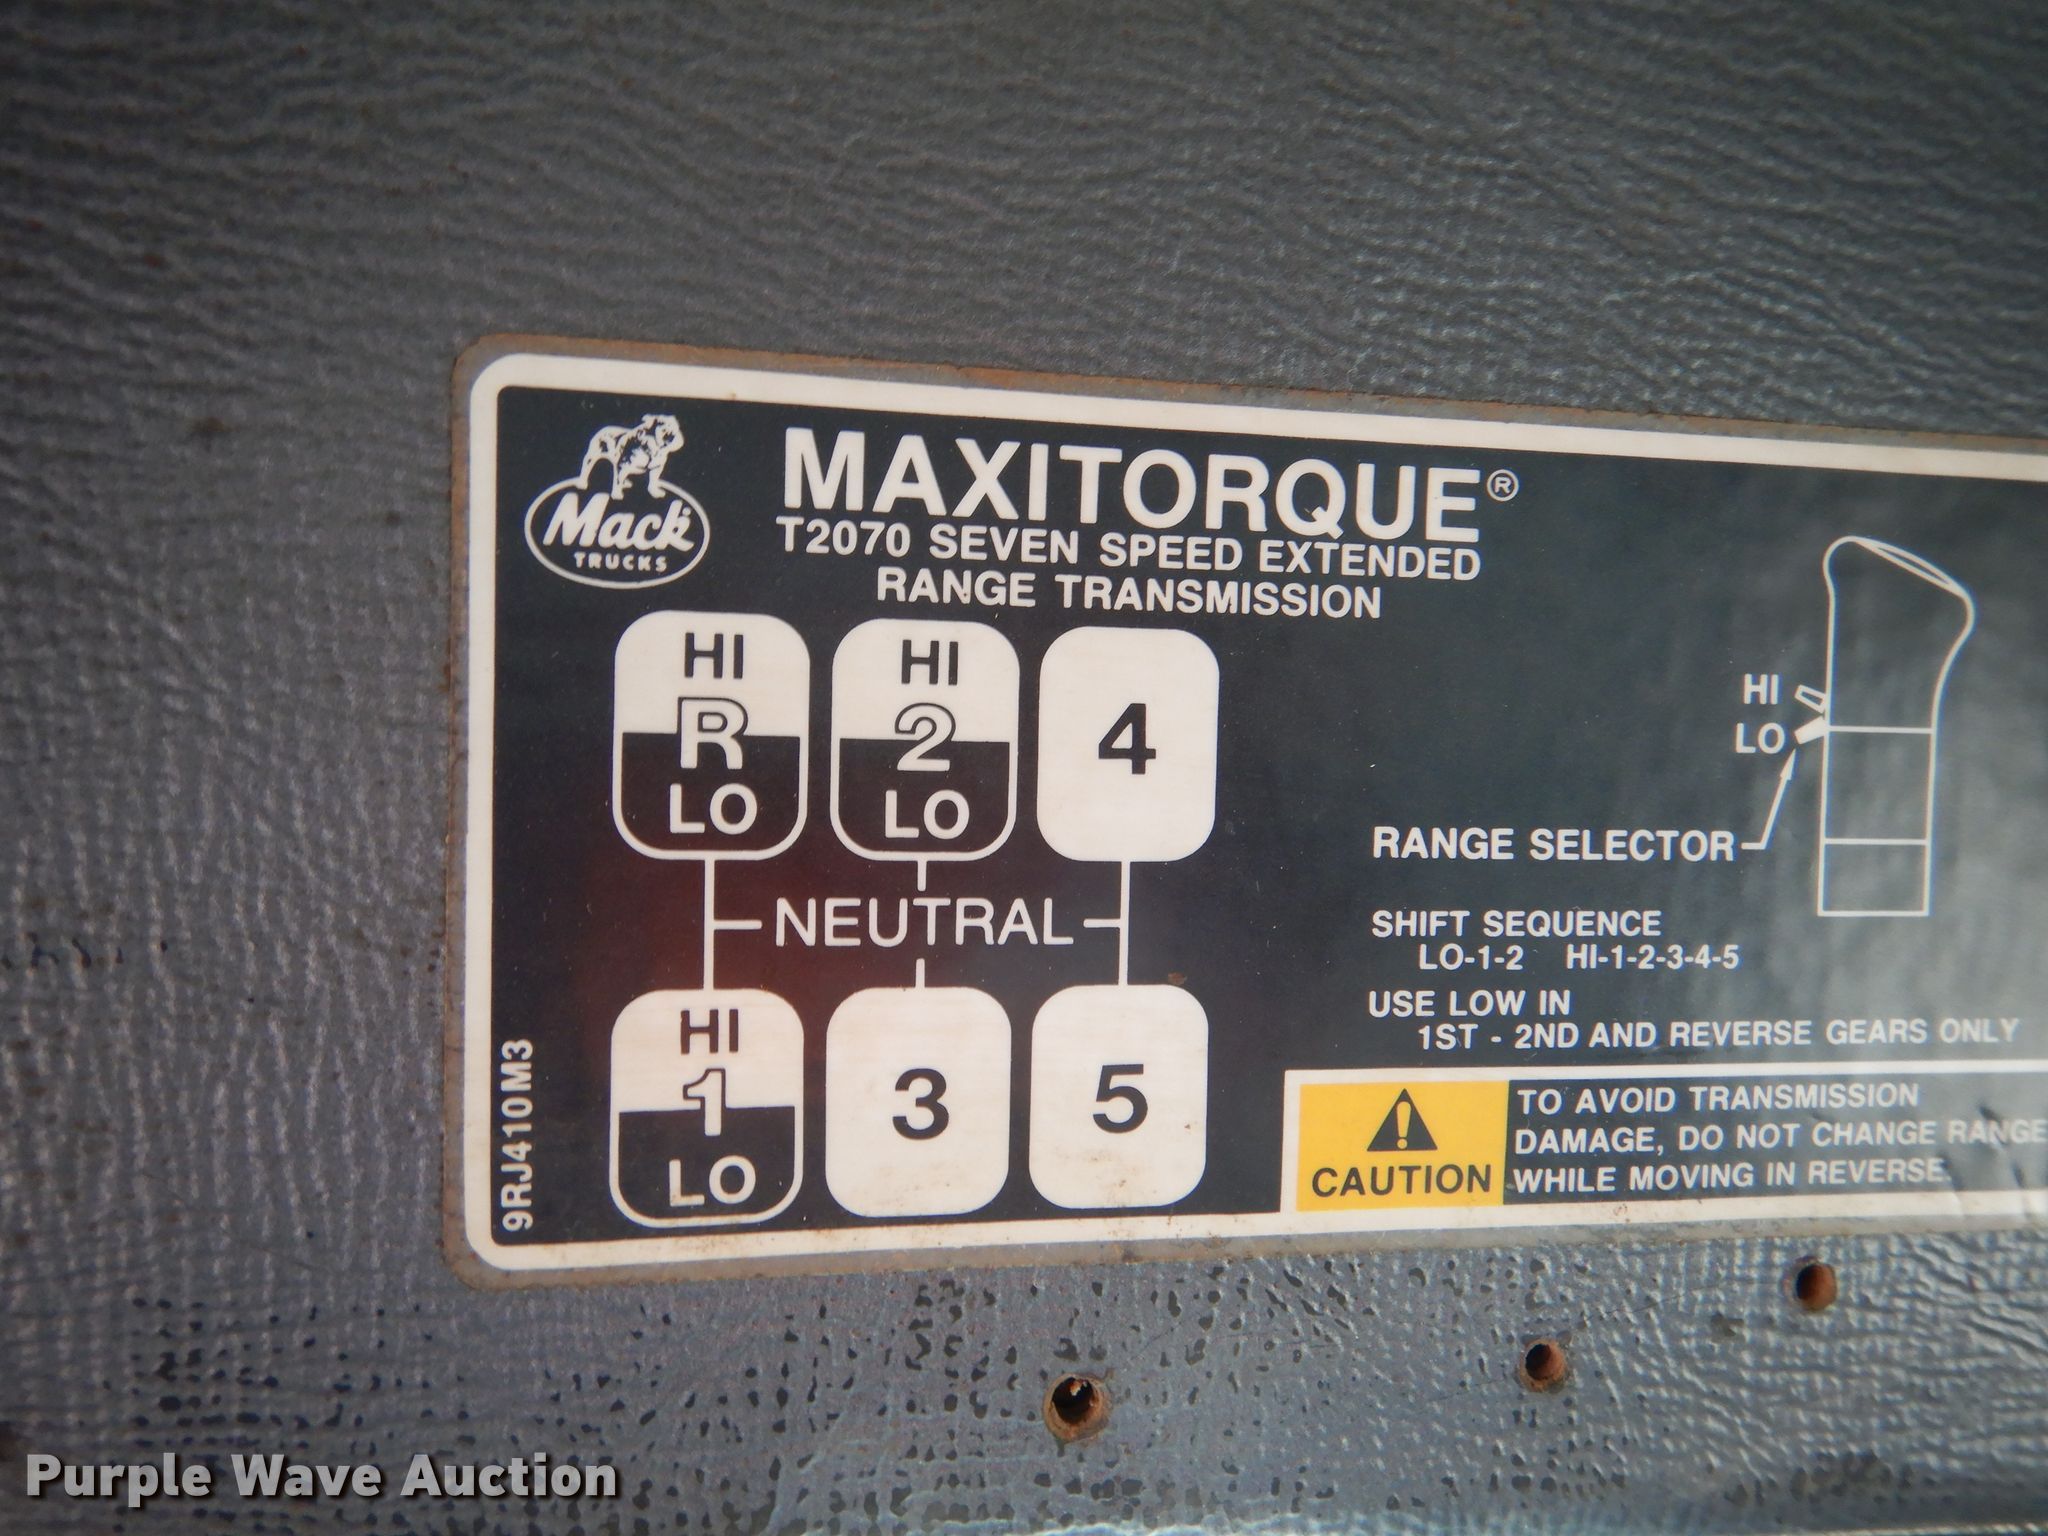 Mack
TRUCKS
MAXITORQUE®
T2070 SEVEN SPEED EXTENDED
RANGE TRANSMISSION
HI
R
LO
HI
2
LO
4
NEUTRAL
HI
1
LO
3
5
HI
LO
RANGE SELECTOR
SHIFT SEQUENCE
LO-1-2 HI-1-2-3-4-5
USE LOW IN
1ST - 2ND AND REVERSE GEARS ONLY
CAUTION
TO AVOID TRANSMISSION
DAMAGE, DO NOT CHANGE RANGE
WHILE MOVING IN REVERSE
9RJ410M3
Purple Wave Auction